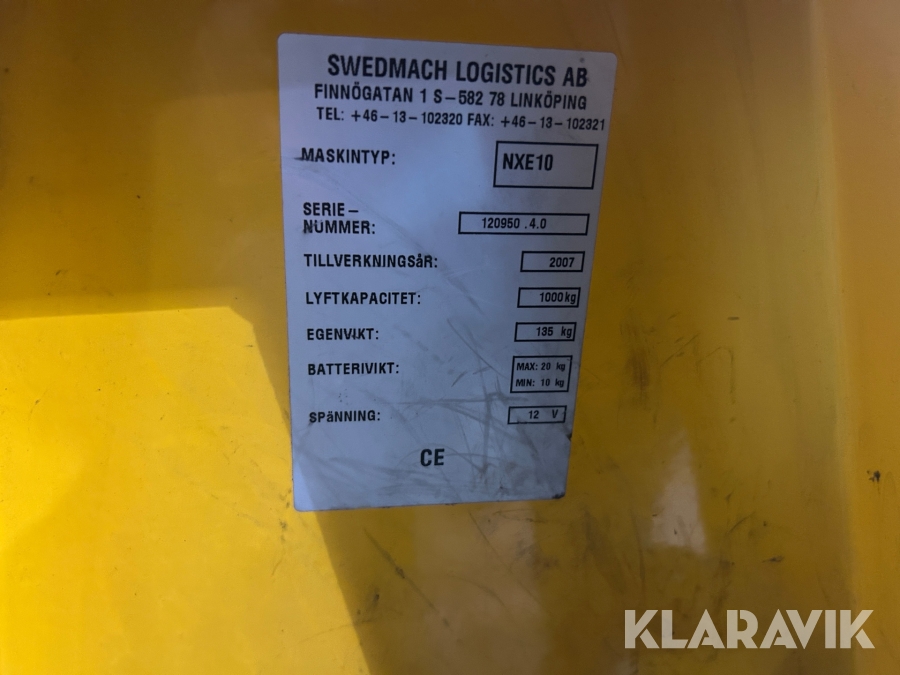 SWEDMACH LOGISTICS AB
FINNÖGATAN 1 S-582 78 LINKÖPING
TEL: +46-13-102320 FAX: +46-13-102321
MASKINTYP: NXE10
SERIE-
NUMMER: 120950 .4.0
TILLVERKNINGSåR: 2007
LYFTKAPACITET: 1000kg
EGENVIKT: 135 kg
BATTERIVIKT: MAX: 20 kg
MIN: 10 kg
SPäNNING: 12 V
CE
KLARAVIK